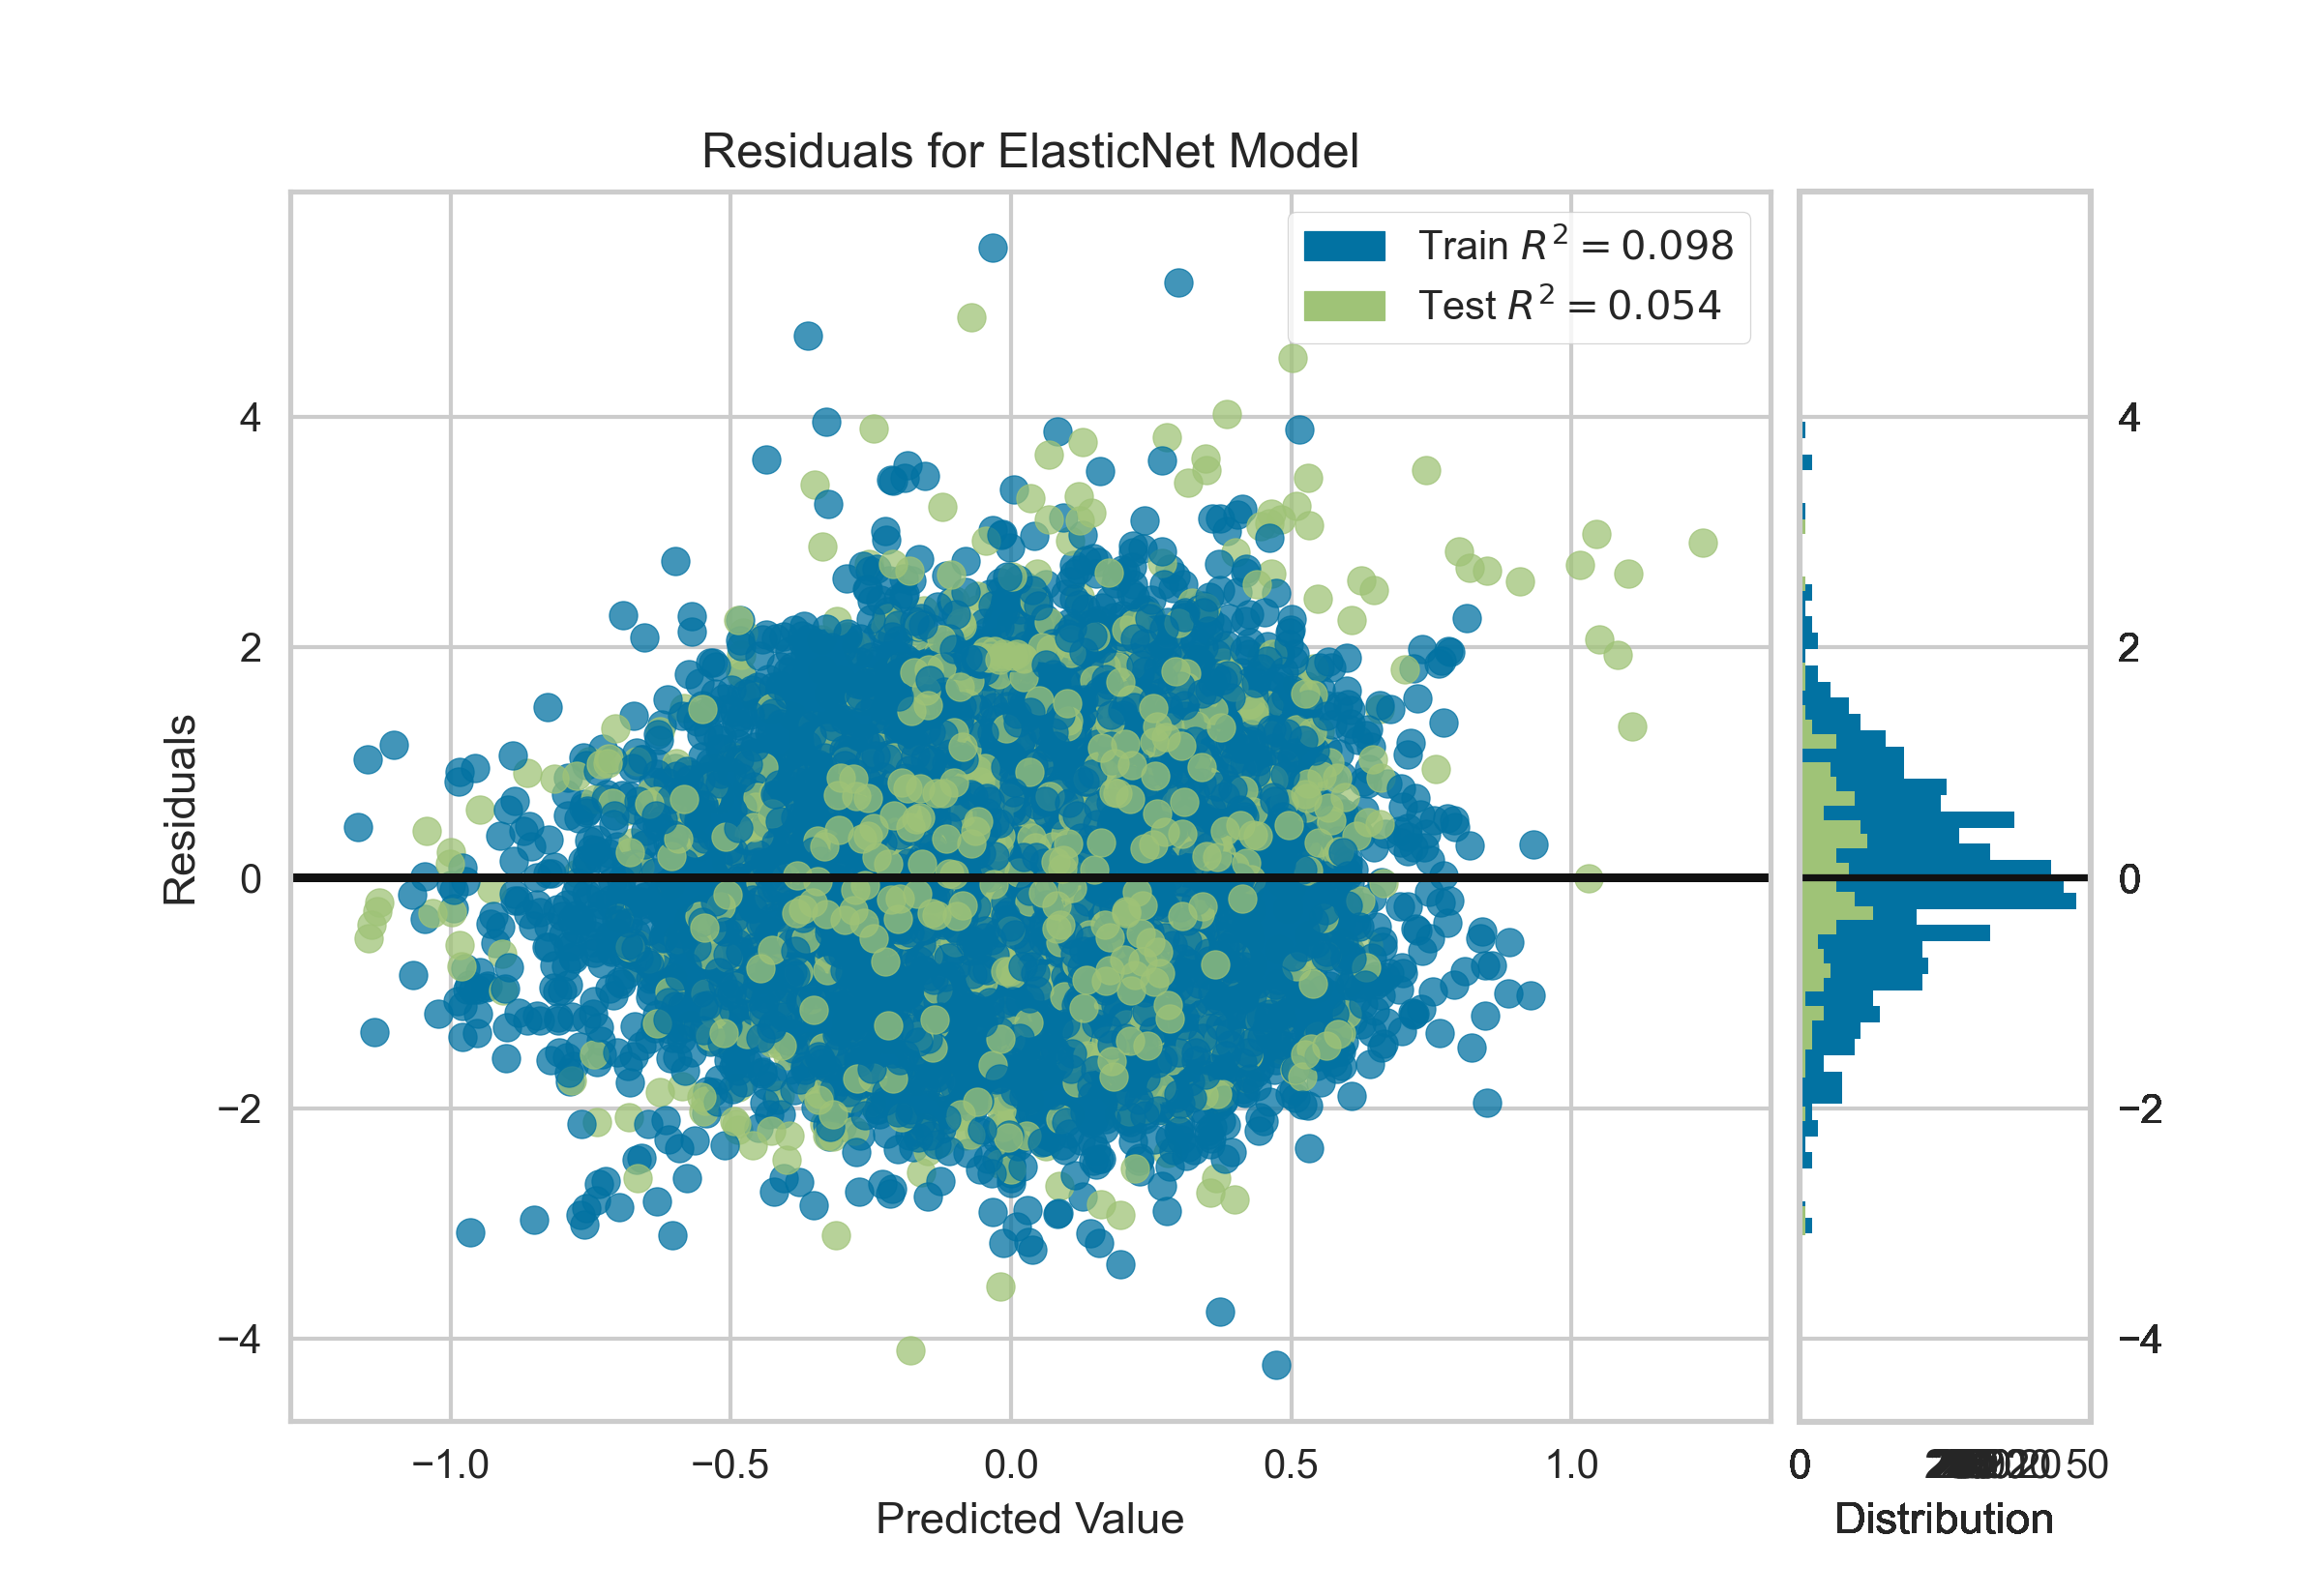 Residuals for ElasticNet Model
Train R² = 0.098
Test R² = 0.054
Residuals
4
2
0
−2
−4
−1.0
−0.5
0.0
0.5
1.0
Predicted Value
4
2
0
−2
−4
0
50
Distribution